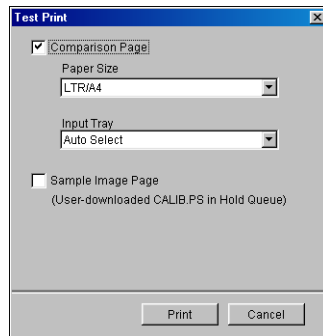 Test Print
Comparison Page
Paper Size
LTR/A4
Input Tray
Auto Select
Sample Image Page
(User-downloaded CALIB.PS in Hold Queue)
Print Cancel